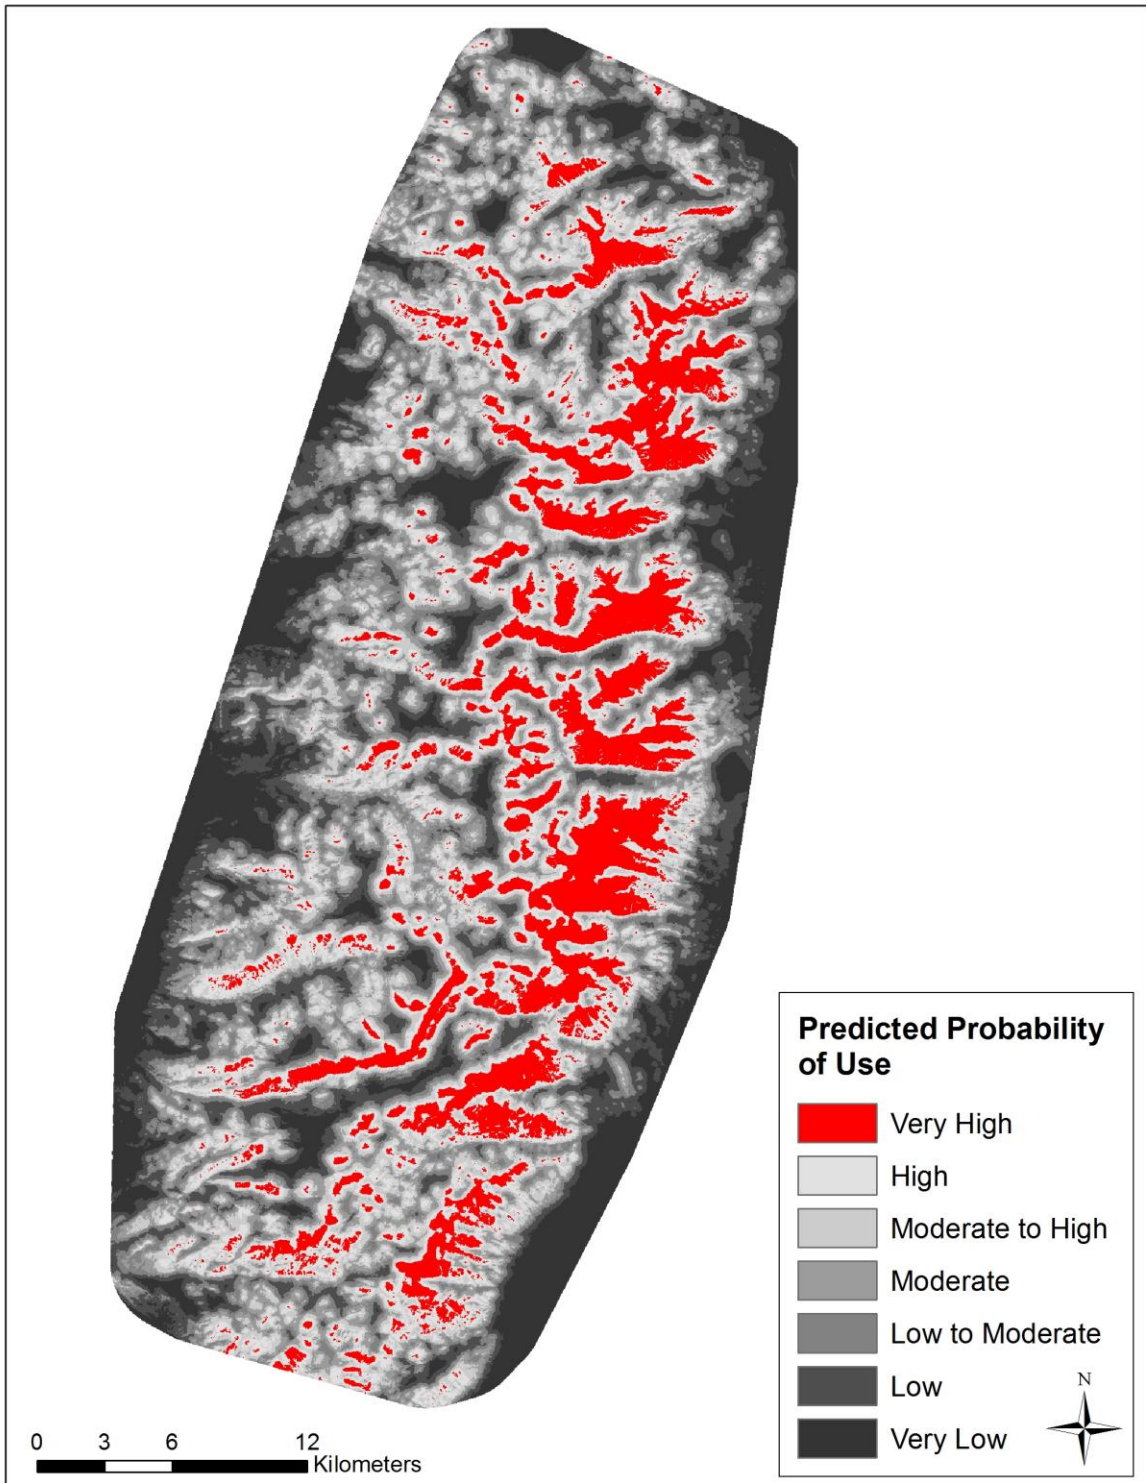 Predicted Probability
of Use
Very High
High
Moderate to High
Moderate
Low to Moderate
Low
Very Low
N
0 3 6 12
Kilometers